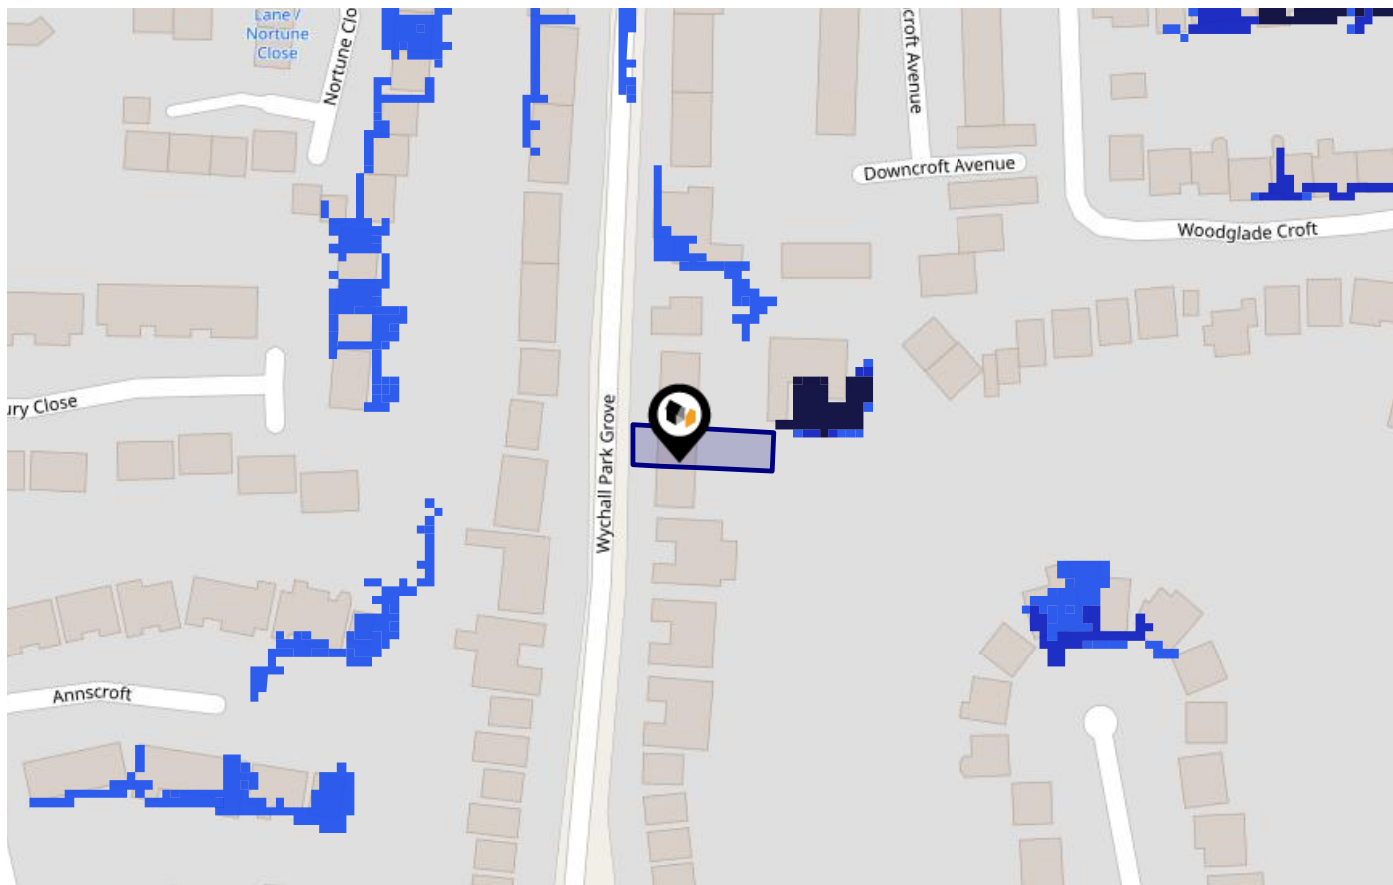 Lane /
Nortune
Close
Nortune Clo
croft Avenue
Downcroft Avenue
Woodglade Croft
ury Close
Wychall Park Grove
Annscroft